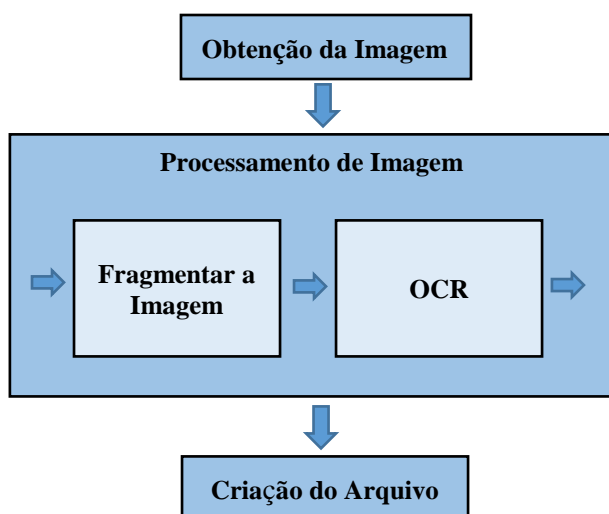 Obtenção da Imagem
Processamento de Imagem
Fragmentar a
Imagem
OCR
Criação do Arquivo